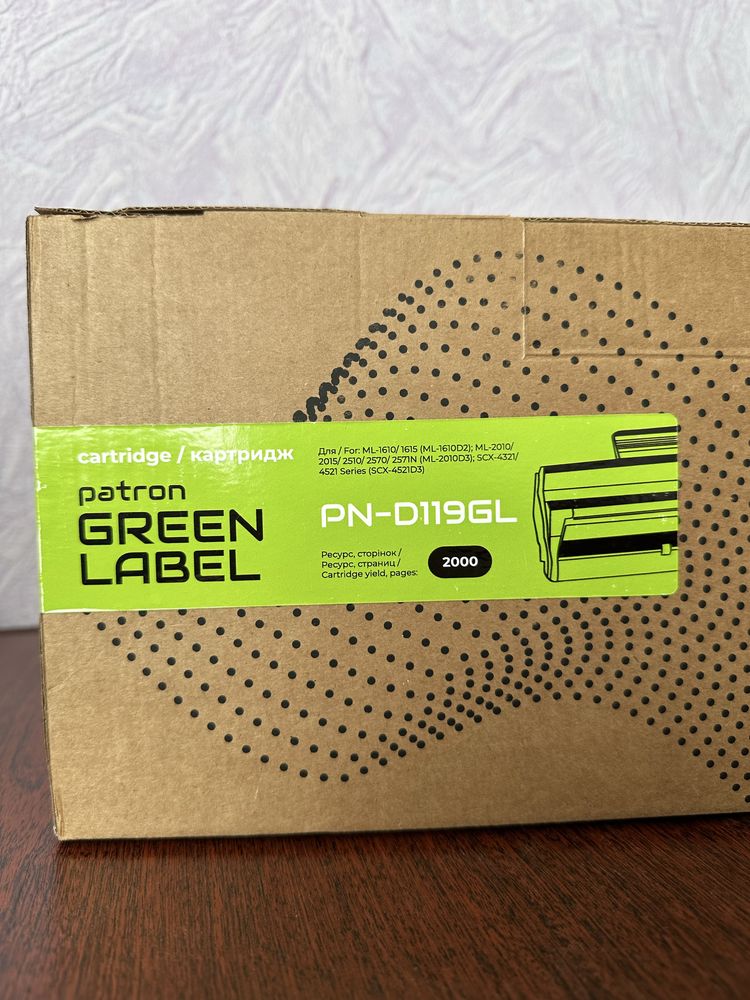 cartridge / картридж
patron
GREEN
LABEL
Для / For: ML-1610/ 1615 (ML-1610D2); ML-2010/
2015/ 2510/ 2570/ 2571N (ML-2010D3); SCX-4321/
4521 Series (SCX-4521D3)
PN-D119GL
Ресурс, сторінок /
Ресурс, страниц /
Cartridge yield, pages:
2000